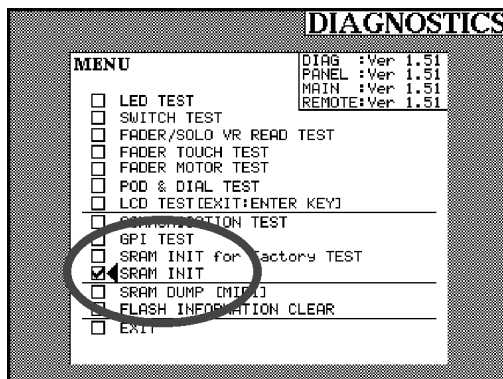 DIAGNOSTICS
MENU
DIAG :Ver 1.51
PANEL :Ver 1.51
MAIN :Ver 1.51
REMOTE:Ver 1.51
LED TEST
SWITCH TEST
FADER/SOLO VR READ TEST
FADER TOUCH TEST
FADER MOTOR TEST
POD & DIAL TEST
LCD TEST[EXIT:ENTER KEY]
COMMUNICATION TEST
GPI TEST
SRAM INIT for Factory TEST
SRAM INIT
SRAM DUMP [MIDI]
FLASH INFORMATION CLEAR
EXIT